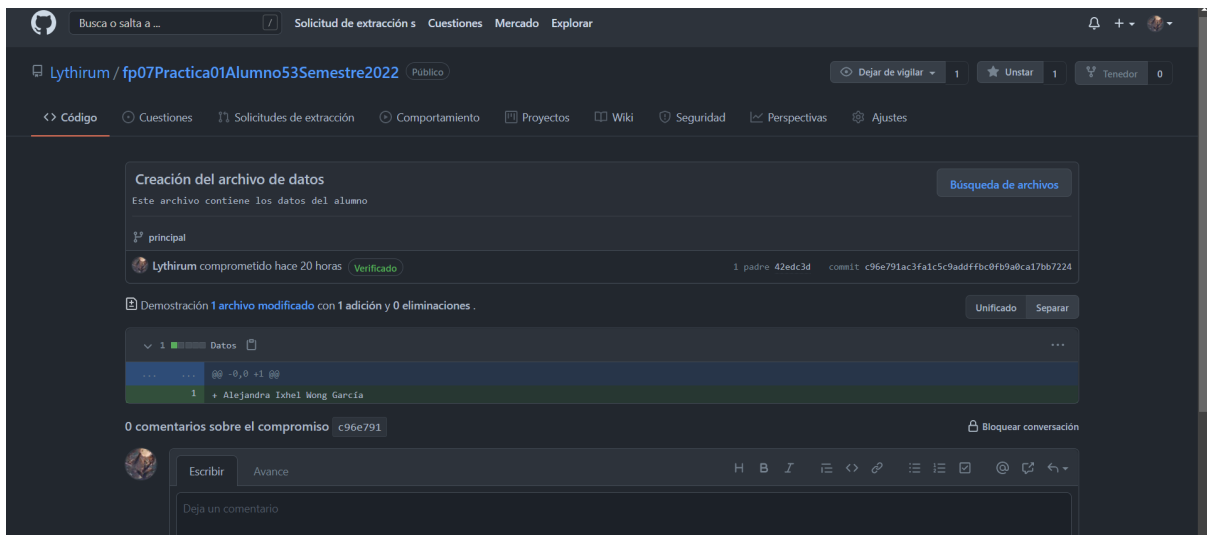 Busca o salta a ... / Solicitud de extracción s Cuestiones Mercado Explorar
Lythirum / fp07Practica01Alumno53Semestre2022 Público Dejar de vigilar 1 Unstar 1 Tenedor 0
<> Código Cuestiones Solicitudes de extracción Comportamiento Proyectos Wiki Seguridad Perspectivas Ajustes
Creación del archivo de datos Búsqueda de archivos
Este archivo contiene los datos del alumno
principal
Lythirum comprometido hace 20 horas Verificado 1 padre 42edc3d commit c96e791ac3fa1c5c9addffbc0fb9a0ca17bb7224
Demostración 1 archivo modificado con 1 adición y 0 eliminaciones . Unificado Separar
1 Datos ...
... ... @@ -0,0 +1 @@
1 + Alejandra Ixhel Wong García
0 comentarios sobre el compromiso c96e791 Bloquear conversación
Escribir Avance H B I
Deja un comentario